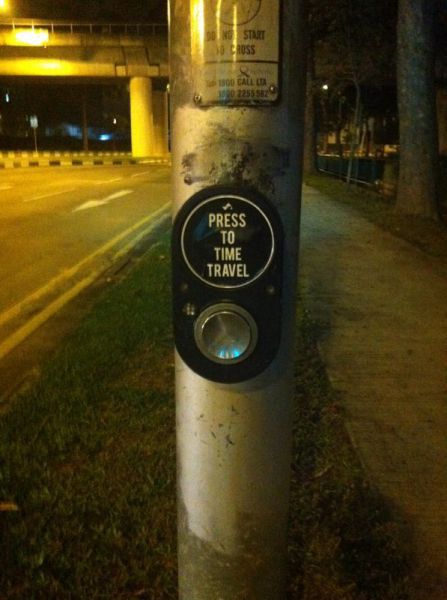 DO NOT START
TO CROSS
1800 CALL LTA
1800 2255 582
PRESS
TO
TIME
TRAVEL